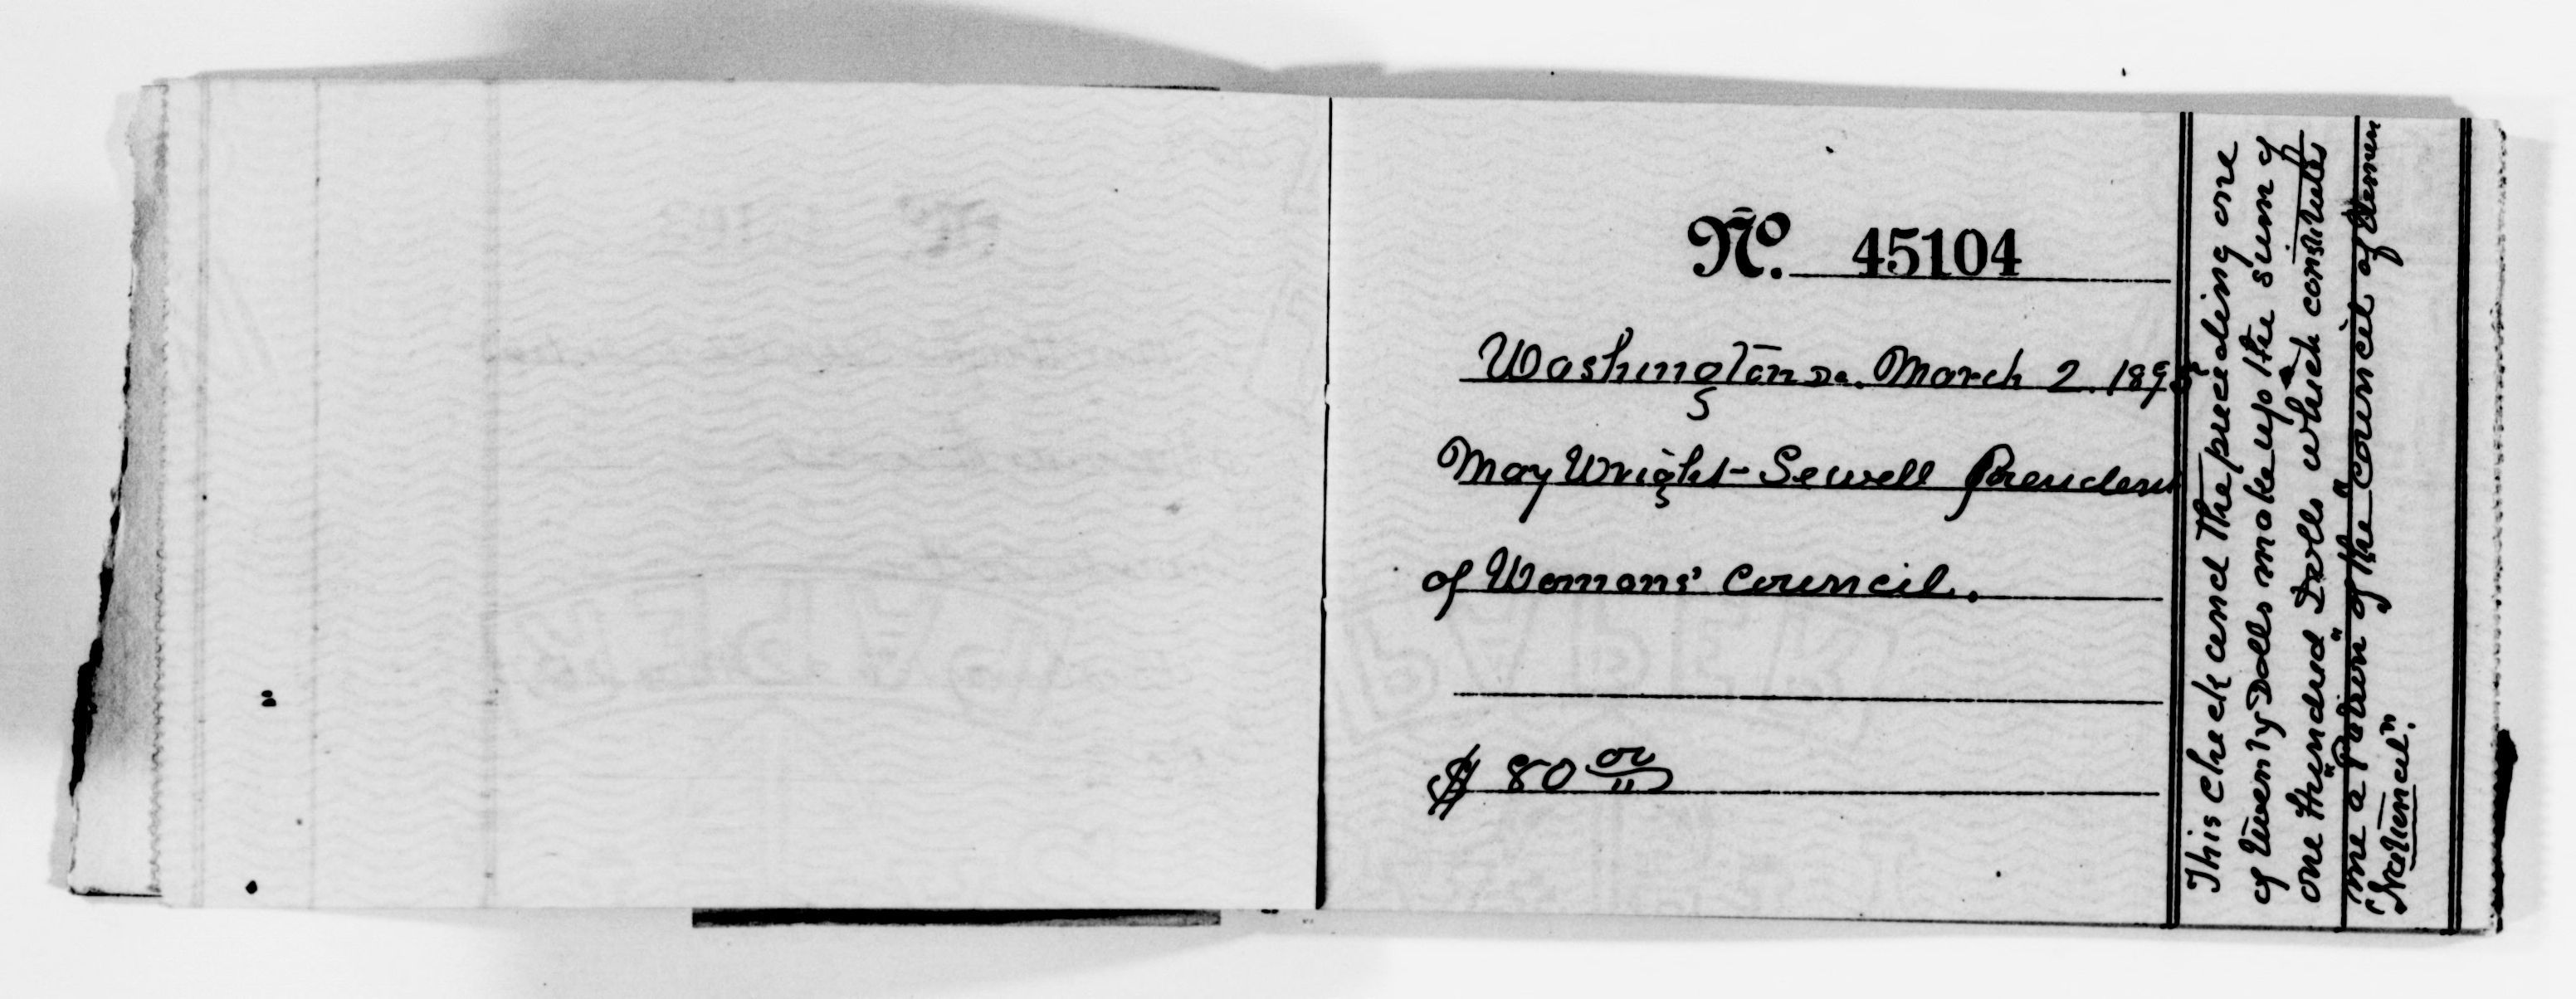 No. 45104
Washington Dc. March 2. 1895
May Wright-Sewell President
of Womans' Council.
$ 80 00/"
This check and the preceding one
of twenty Dolls make up the sum of
one "hundred" Dolls which constitutes
me a Patron of "the Council of Women
"National".